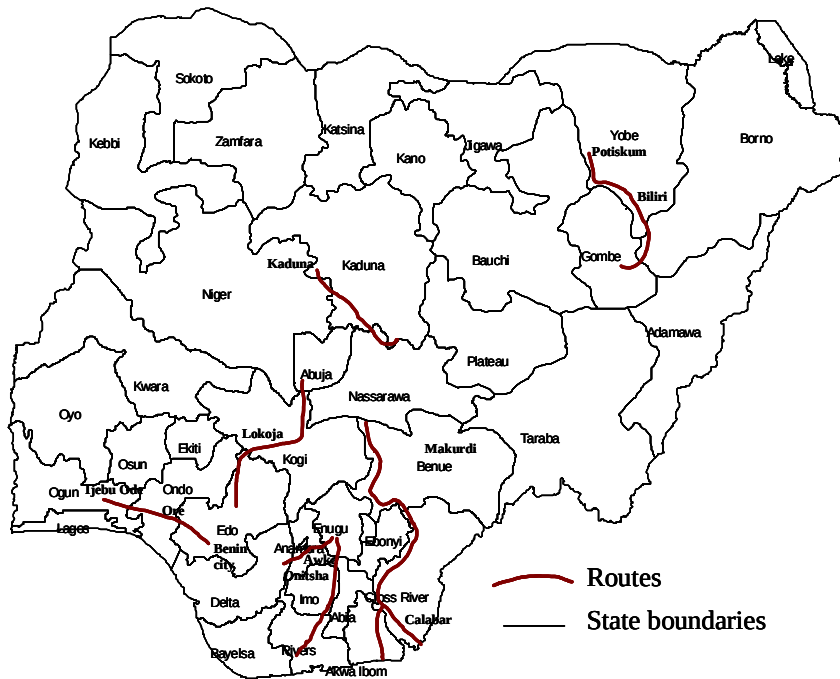 Lake
Sokoto
Katsina
Yobe
Borno
Kebbi
Zamfara
Kano
Jigawa
Potiskum
Biliri
Kaduna
Kaduna
Bauchi
Gombe
Niger
Adamawa
Abuja
Plateau
Kwara
Nassarawa
Oyo
Lokoja
Makurdi
Taraba
Ekiti
Osun
Kogi
Benue
Ogun
Tjebu Ode
Ondo
Ore
Lagos
Edo
Enugu
Ebonyi
Benin
city
Anambra
Awka
Onitsha
Delta
Imo
Cross River
Abia
Calabar
Bayelsa
Rivers
Akwa Ibom
Routes
State boundaries